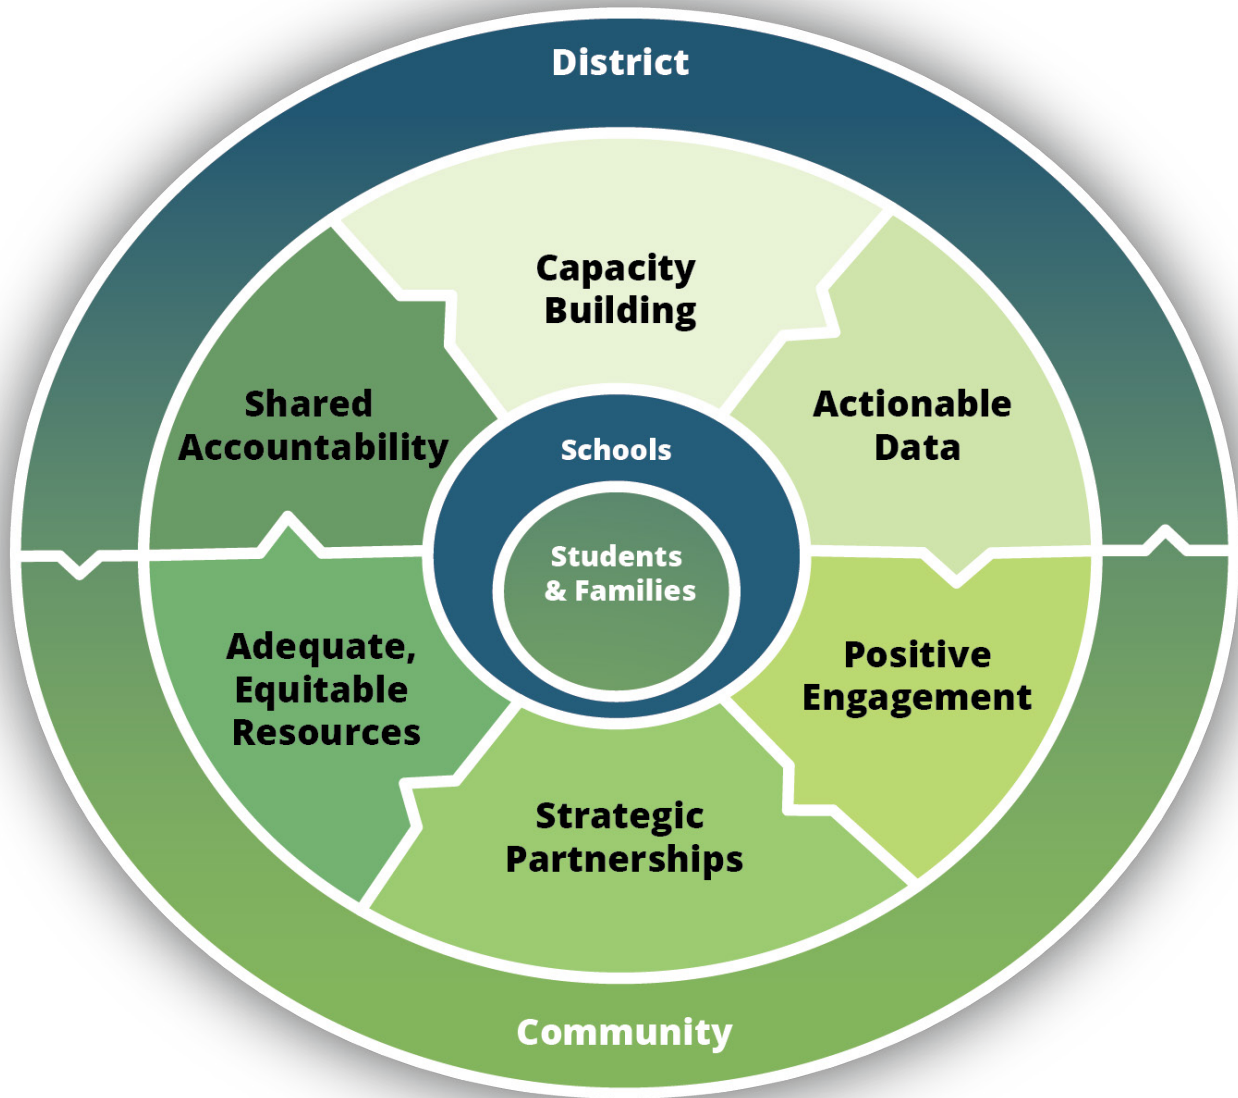 District
Capacity
Building
Shared
Accountability
Actionable
Data
Schools
Students
& Families
Adequate,
Equitable
Resources
Positive
Engagement
Strategic
Partnerships
Community